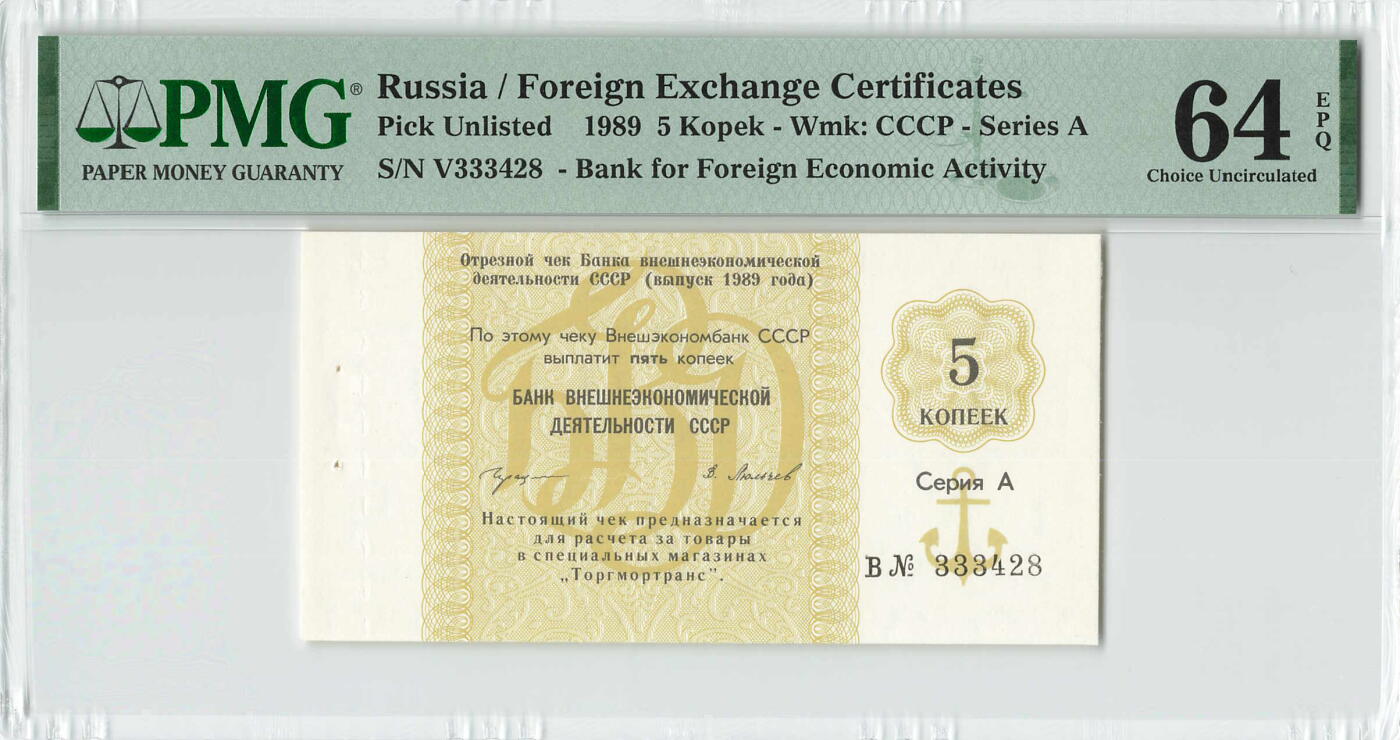 PMG®
PAPER MONEY GUARANTY
Russia / Foreign Exchange Certificates
Pick Unlisted 1989 5 Kopek - Wmk: CCCP - Series A
S/N V333428 - Bank for Foreign Economic Activity
64
EPQ
Choice Uncirculated
Отрезной чек Банка внешнеэкономической
деятельности СССР (выпуск 1989 года)
По этому чеку Внешэкономбанк СССР
выплатит пять копеек
БАНК ВНЕШНЕЭКОНОМИЧЕСКОЙ
ДЕЯТЕЛЬНОСТИ СССР
Настоящий чек предназначается
для расчета за товары
в специальных магазинах
„Торгмортранс".
5
КОПЕЕК
Серия А
В № 333428